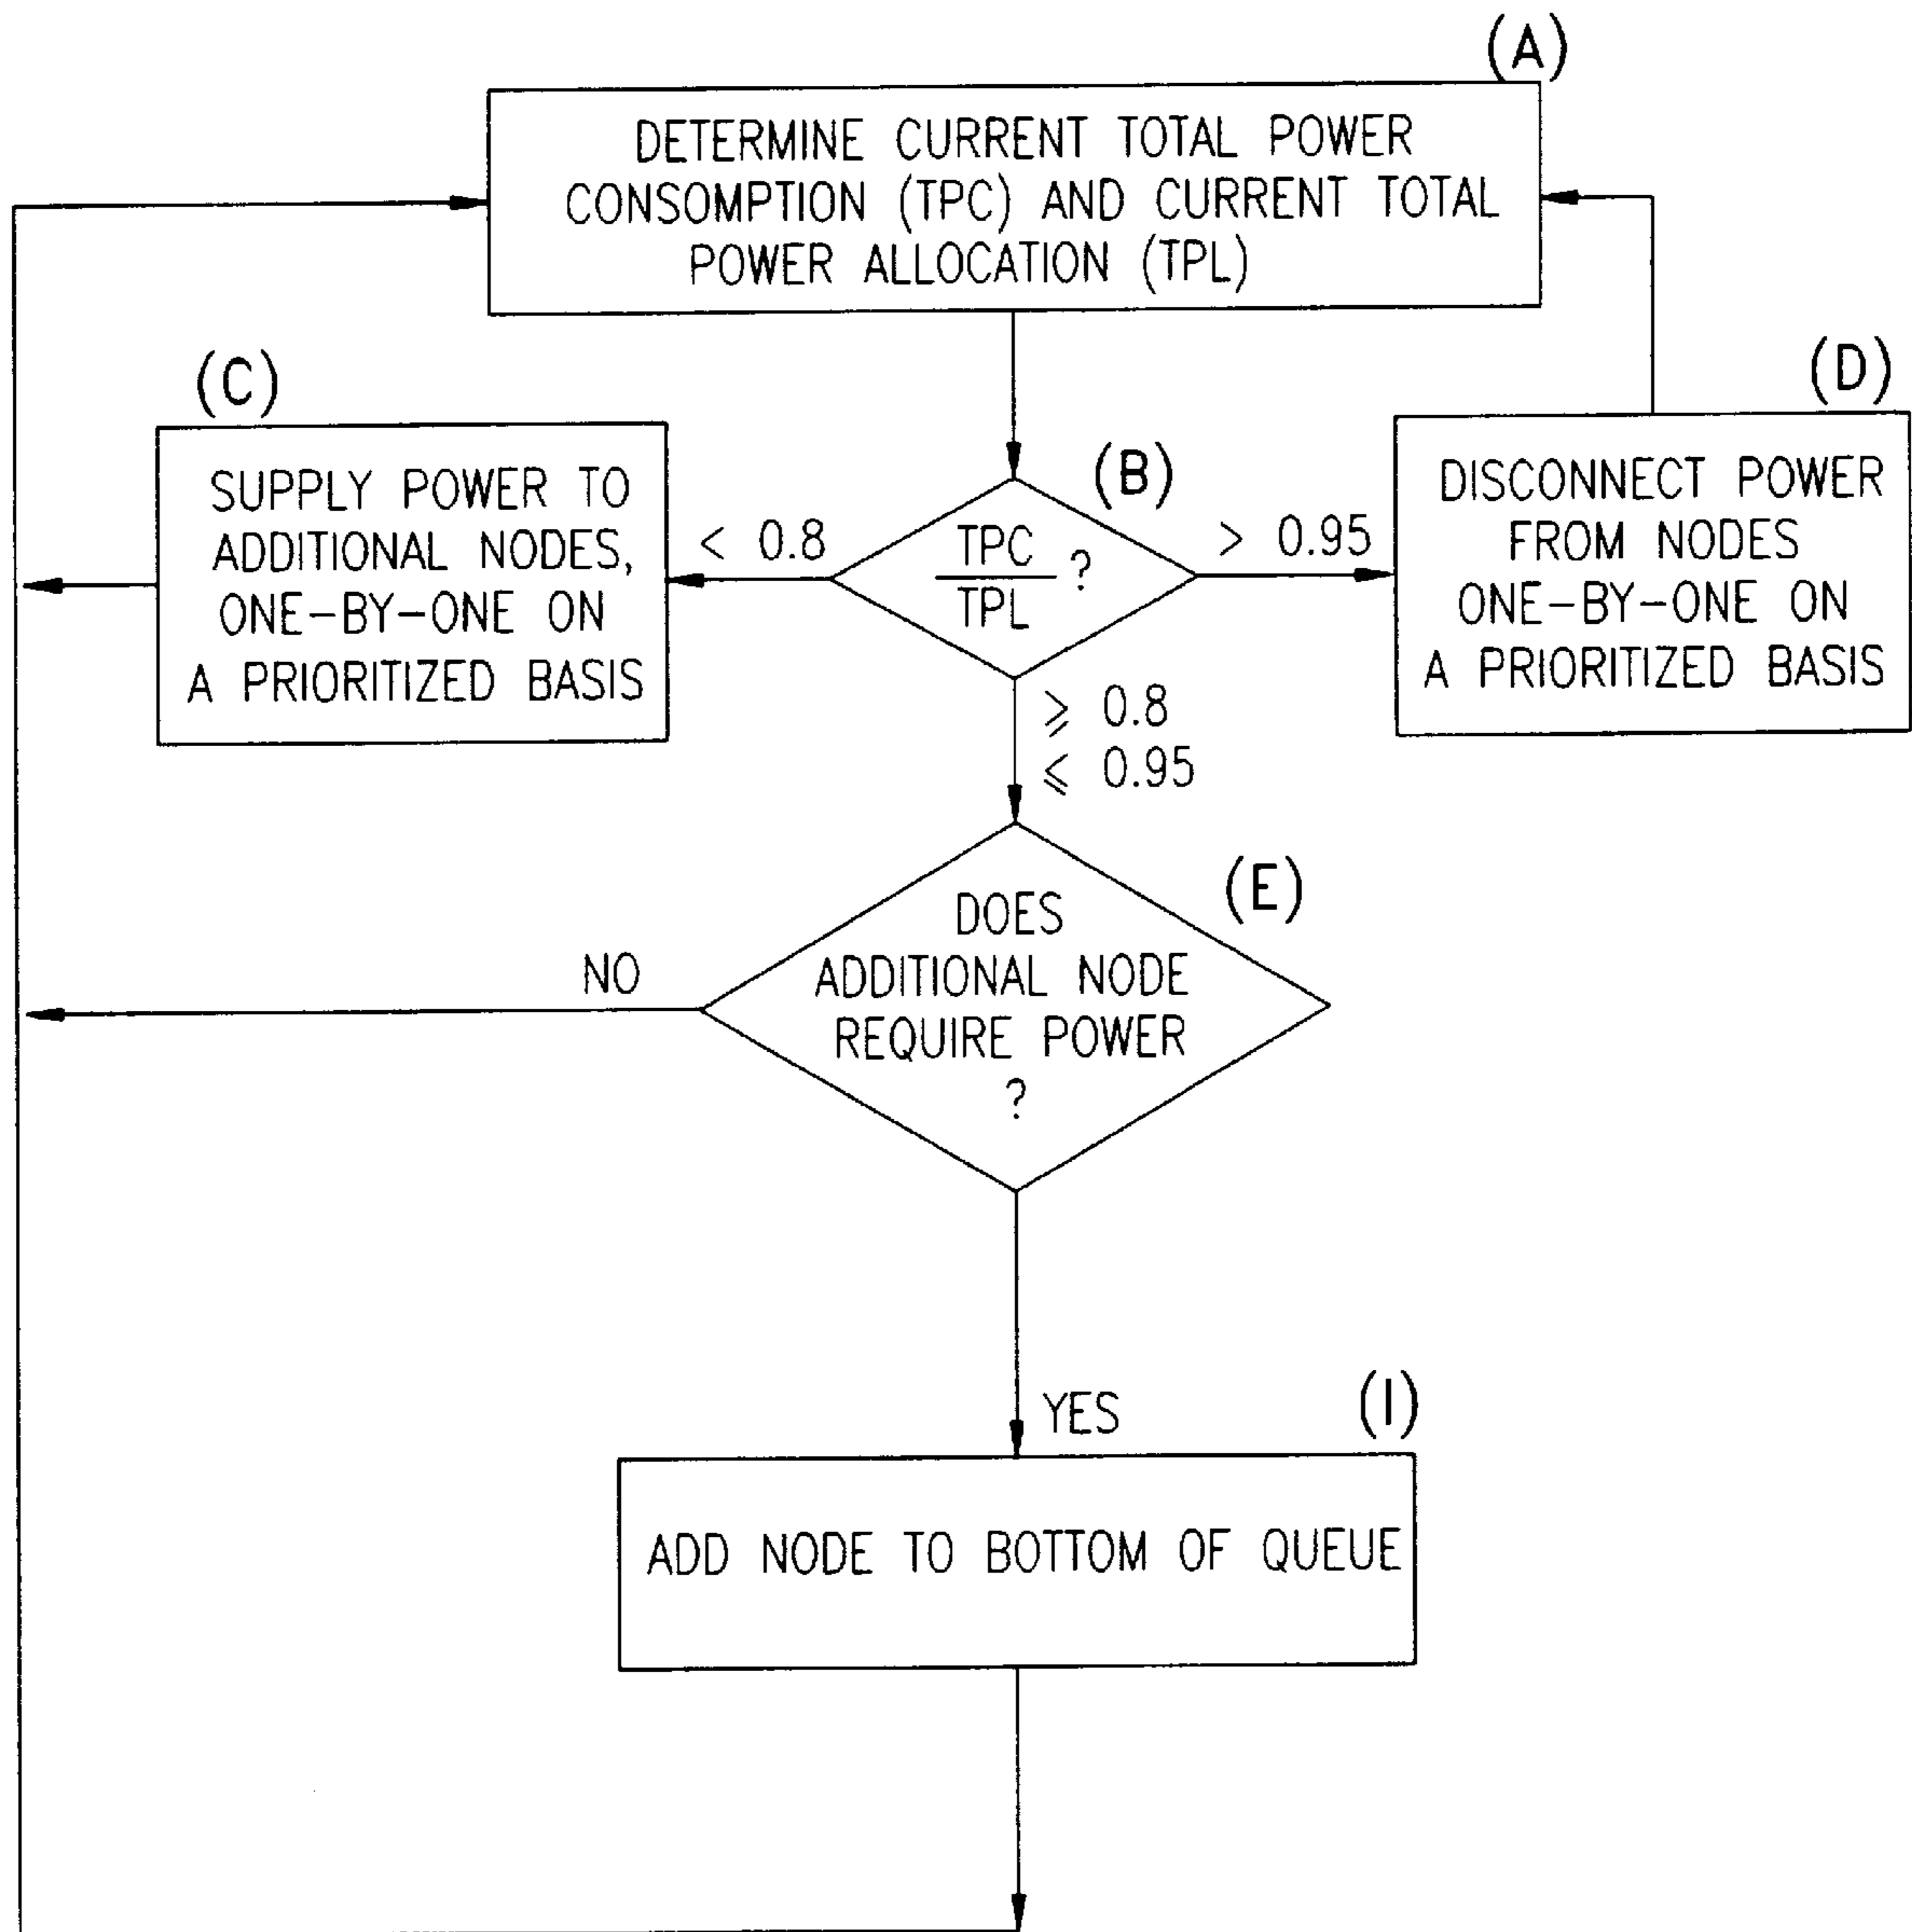 (A)
DETERMINE CURRENT TOTAL POWER
CONSOMPTION (TPC) AND CURRENT TOTAL
POWER ALLOCATION (TPL)
(C)
SUPPLY POWER TO
ADDITIONAL NODES,
ONE-BY-ONE ON
A PRIORITIZED BASIS
< 0.8
(B)
TPC
TPL
?
> 0.95
(D)
DISCONNECT POWER
FROM NODES
ONE-BY-ONE ON
A PRIORITIZED BASIS
⩾ 0.8
⩽ 0.95
(E)
DOES
ADDITIONAL NODE
REQUIRE POWER
?
NO
YES
(I)
ADD NODE TO BOTTOM OF QUEUE